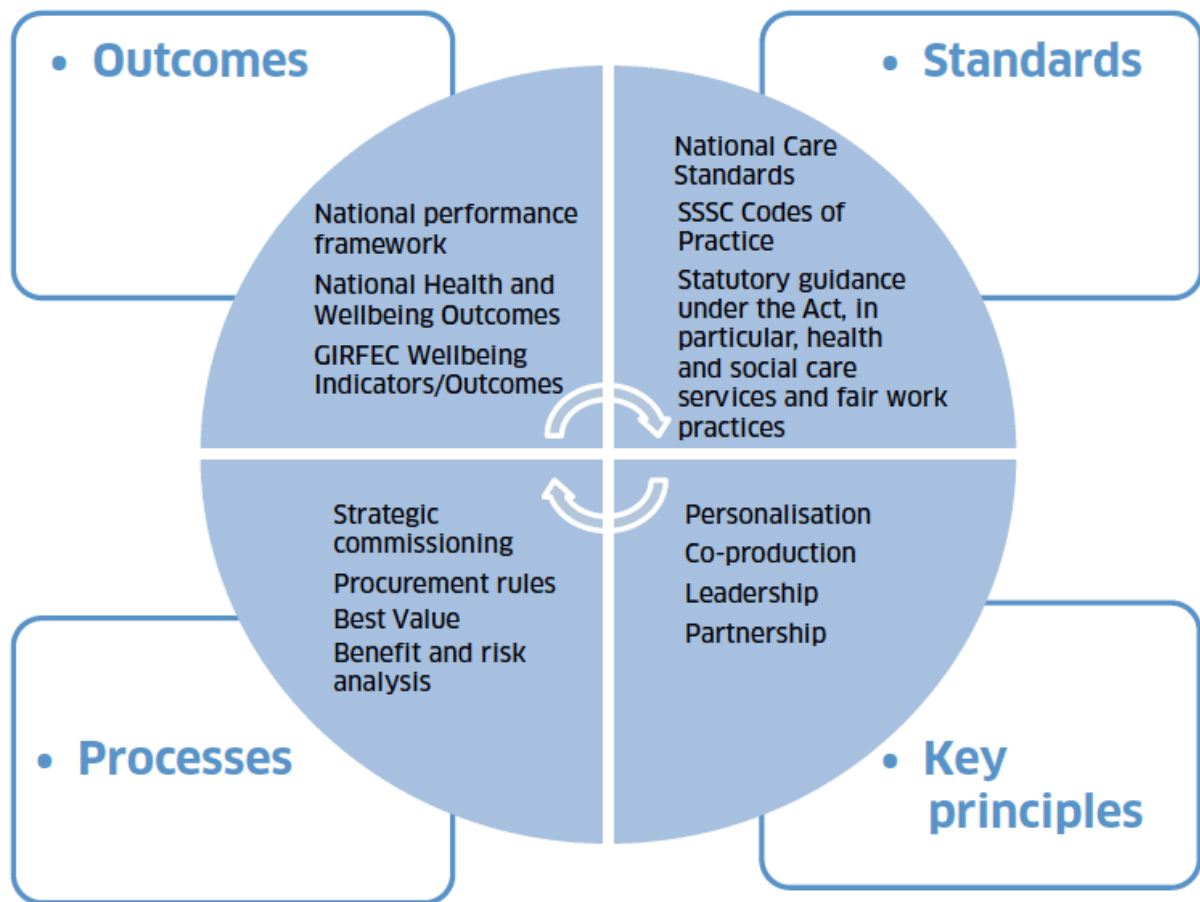 • Outcomes
National performance
framework
National Health and
Wellbeing Outcomes
GIRFEC Wellbeing
Indicators/Outcomes
• Standards
National Care
Standards
SSSC Codes of
Practice
Statutory guidance
under the Act, in
particular, health
and social care
services and fair work
practices
• Processes
Strategic
commissioning
Procurement rules
Best Value
Benefit and risk
analysis
• Key
principles
Personalisation
Co-production
Leadership
Partnership